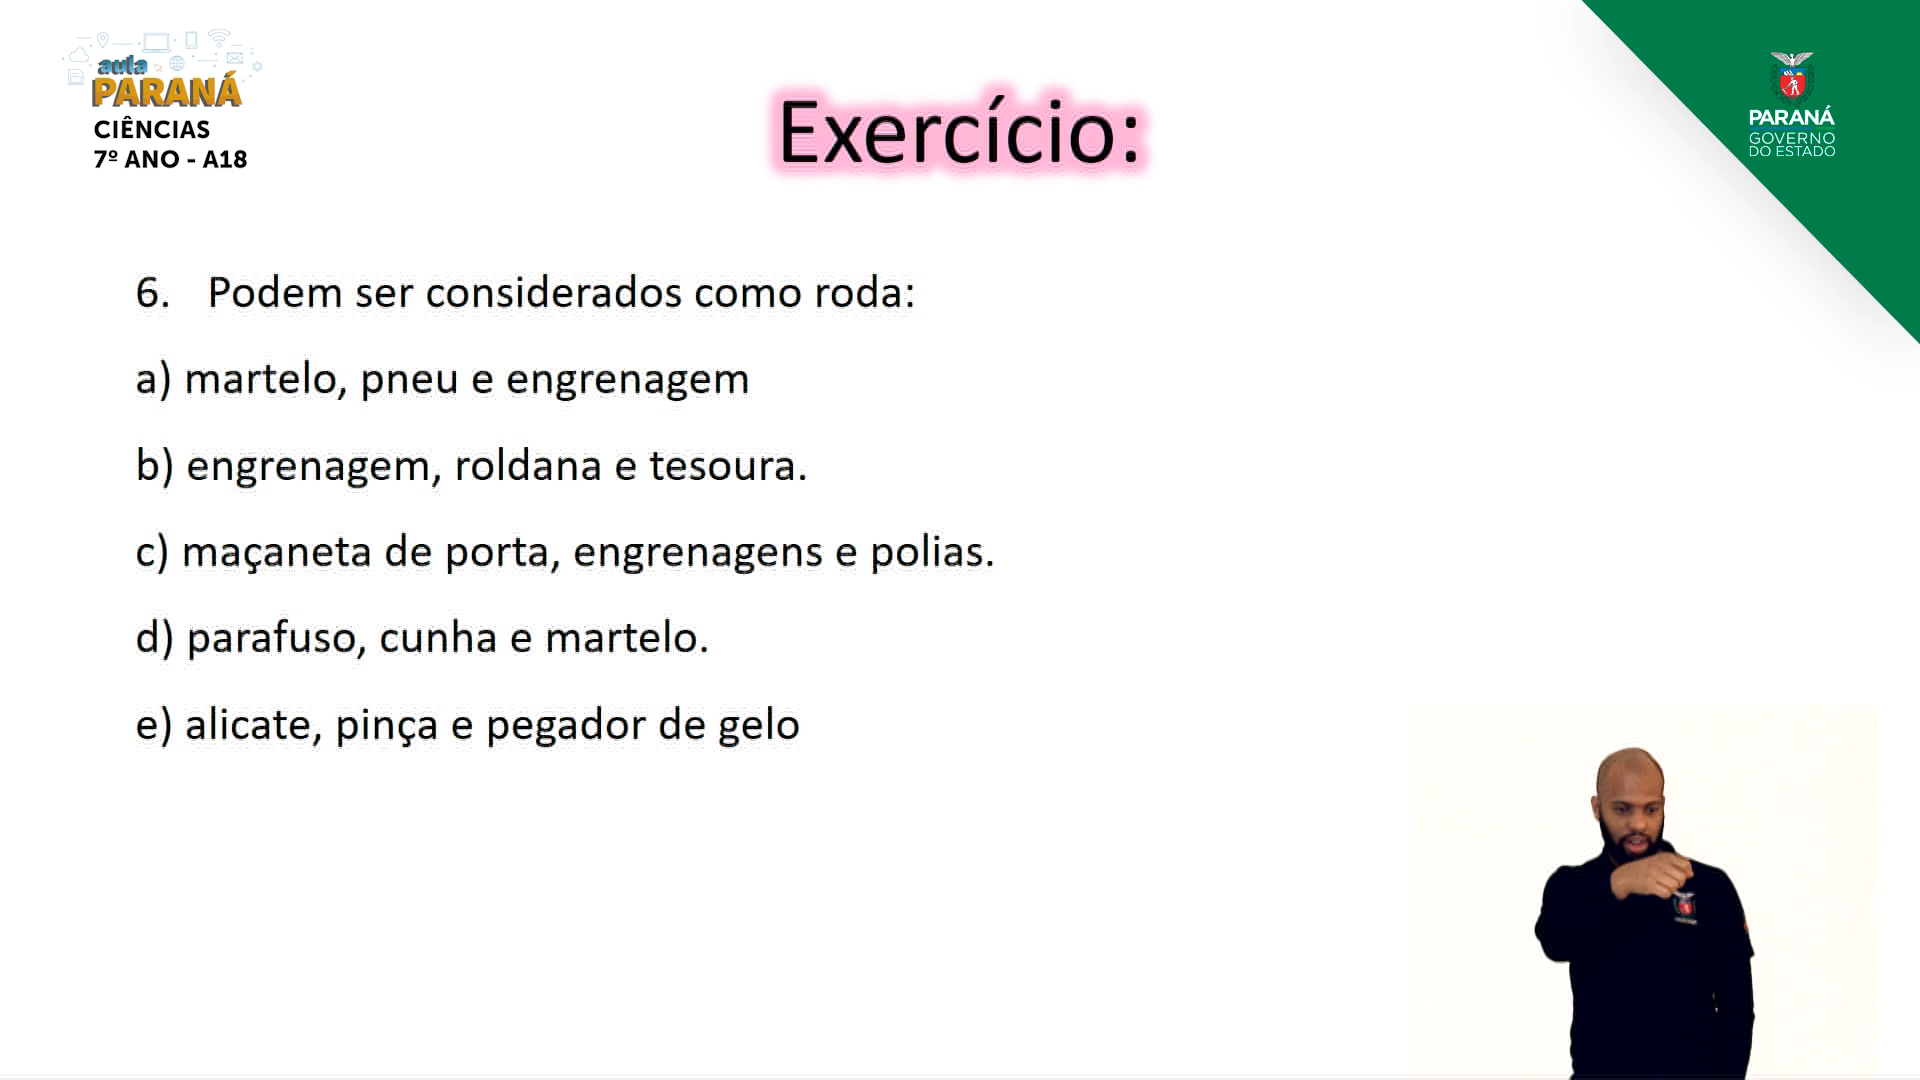 aula
PARANÁ
CIÊNCIAS
7º ANO - A18
Exercício:
PARANÁ
GOVERNO
DO ESTADO
6. Podem ser considerados como roda:
a) martelo, pneu e engrenagem
b) engrenagem, roldana e tesoura.
c) maçaneta de porta, engrenagens e polias.
d) parafuso, cunha e martelo.
e) alicate, pinça e pegador de gelo